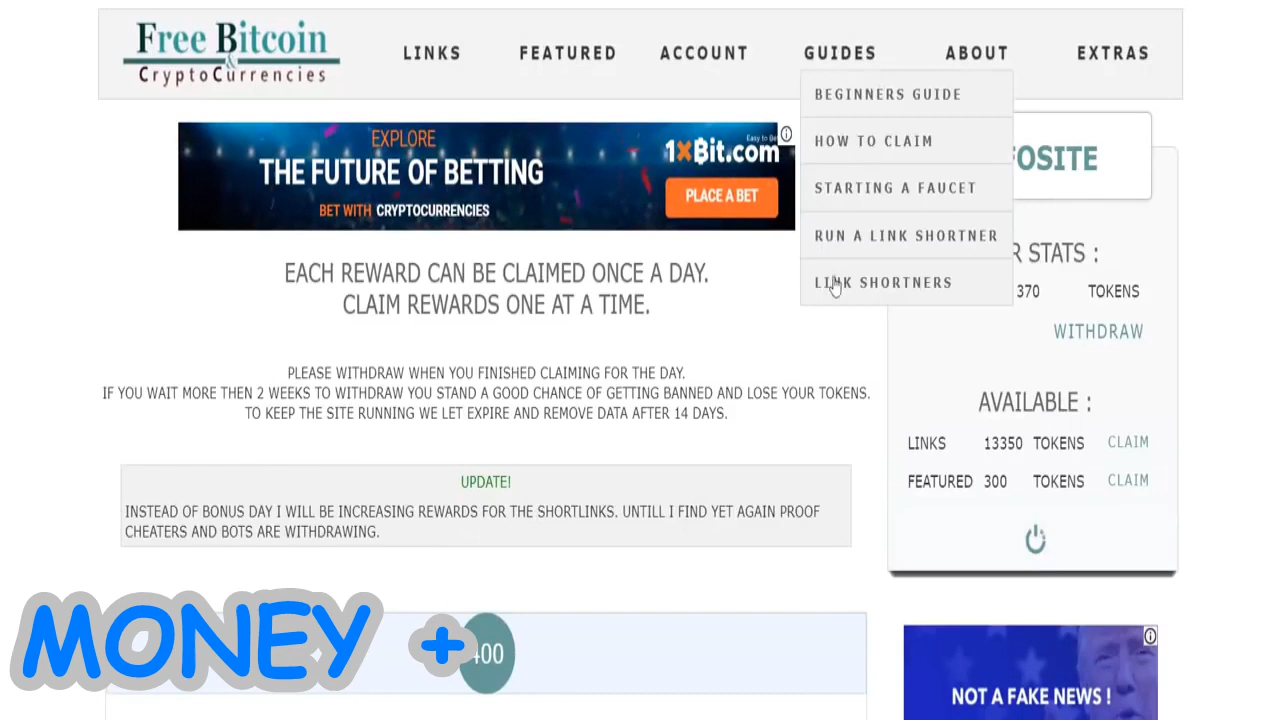 Free Bitcoin
&
CryptoCurrencies
LINKS
FEATURED
ACCOUNT
GUIDES
ABOUT
EXTRAS
BEGINNERS GUIDE
HOW TO CLAIM
STARTING A FAUCET
RUN A LINK SHORTNER
LINK SHORTNERS
EXPLORE
THE FUTURE OF BETTING
BET WITH CRYPTOCURRENCIES
1XBit.com
PLACE A BET
EACH REWARD CAN BE CLAIMED ONCE A DAY.
CLAIM REWARDS ONE AT A TIME.
PLEASE WITHDRAW WHEN YOU FINISHED CLAIMING FOR THE DAY.
IF YOU WAIT MORE THEN 2 WEEKS TO WITHDRAW YOU STAND A GOOD CHANCE OF GETTING BANNED AND LOSE YOUR TOKENS.
TO KEEP THE SITE RUNNING WE LET EXPIRE AND REMOVE DATA AFTER 14 DAYS.
UPDATE!
INSTEAD OF BONUS DAY I WILL BE INCREASING REWARDS FOR THE SHORTLINKS. UNTILL I FIND YET AGAIN PROOF
CHEATERS AND BOTS ARE WITHDRAWING.
OSITE
R STATS :
370 TOKENS
WITHDRAW
AVAILABLE :
LINKS 13350 TOKENS CLAIM
FEATURED 300 TOKENS CLAIM
MONEY +
400
NOT A FAKE NEWS !